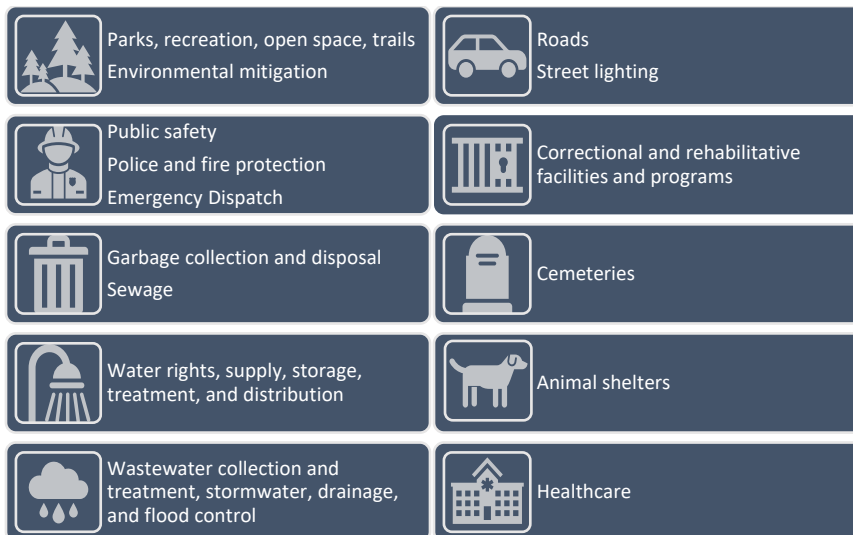 Parks, recreation, open space, trails
Environmental mitigation
Roads
Street lighting
Public safety
Police and fire protection
Emergency Dispatch
Correctional and rehabilitative
facilities and programs
Garbage collection and disposal
Sewage
Cemeteries
Water rights, supply, storage,
treatment, and distribution
Animal shelters
Wastewater collection and
treatment, stormwater, drainage,
and flood control
Healthcare